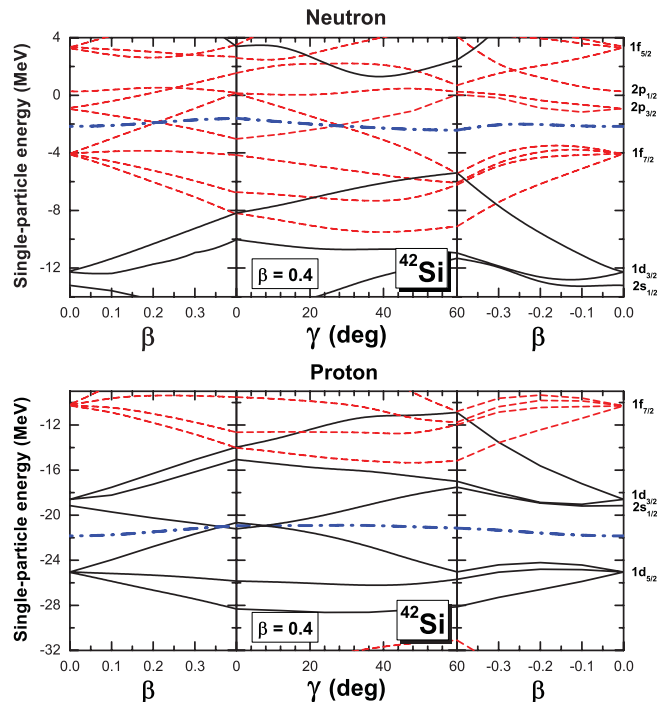 Neutron
Single-particle energy (MeV)
4
0
-4
-8
-12
1f5/2
2p1/2
2p3/2
1f7/2
1d3/2
2s1/2
β = 0.4
42Si
0.0 0.1 0.2 0.3 0 20 40 60 -0.3 -0.2 -0.1 0.0
β γ (deg) β
Proton
Single-particle energy (MeV)
-12
-16
-20
-24
-28
-32
1f7/2
1d3/2
2s1/2
1d5/2
β = 0.4
42Si
0.0 0.1 0.2 0.3 0 20 40 60 -0.3 -0.2 -0.1 0.0
β γ (deg) β